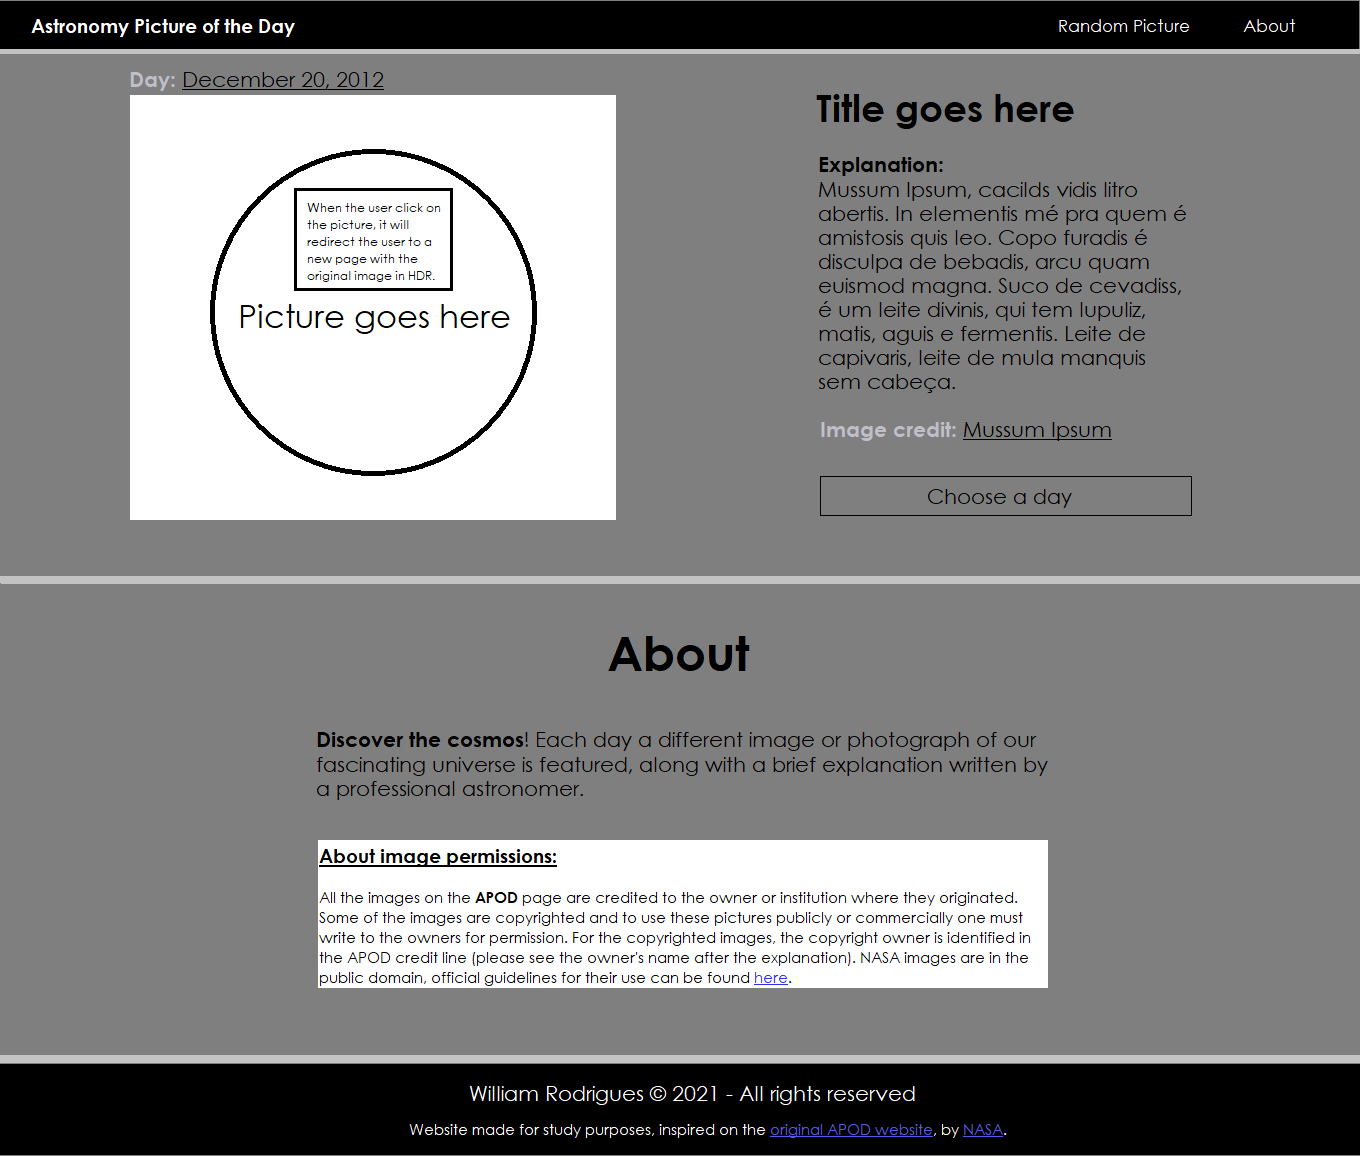 Astronomy Picture of the Day
Random Picture
About
Day: December 20, 2012
When the user click on
the picture, it will
redirect the user to a
new page with the
original image in HDR.
Picture goes here
Title goes here
Explanation:
Mussum Ipsum, cacilds vidis litro
abertis. In elementis mé pra quem é
amistosis quis leo. Copo furadis é
disculpa de bebadis, arcu quam
euismod magna. Suco de cevadiss,
é um leite divinis, qui tem lupuliz,
matis, aguis e fermentis. Leite de
capivaris, leite de mula manquis
sem cabeça.
Image credit: Mussum Ipsum
Choose a day
About
Discover the cosmos! Each day a different image or photograph of our
fascinating universe is featured, along with a brief explanation written by
a professional astronomer.
About image permissions:
All the images on the APOD page are credited to the owner or institution where they originated.
Some of the images are copyrighted and to use these pictures publicly or commercially one must
write to the owners for permission. For the copyrighted images, the copyright owner is identified in
the APOD credit line (please see the owner's name after the explanation). NASA images are in the
public domain, official guidelines for their use can be found here.
William Rodrigues © 2021 - All rights reserved
Website made for study purposes, inspired on the original APOD website, by NASA.